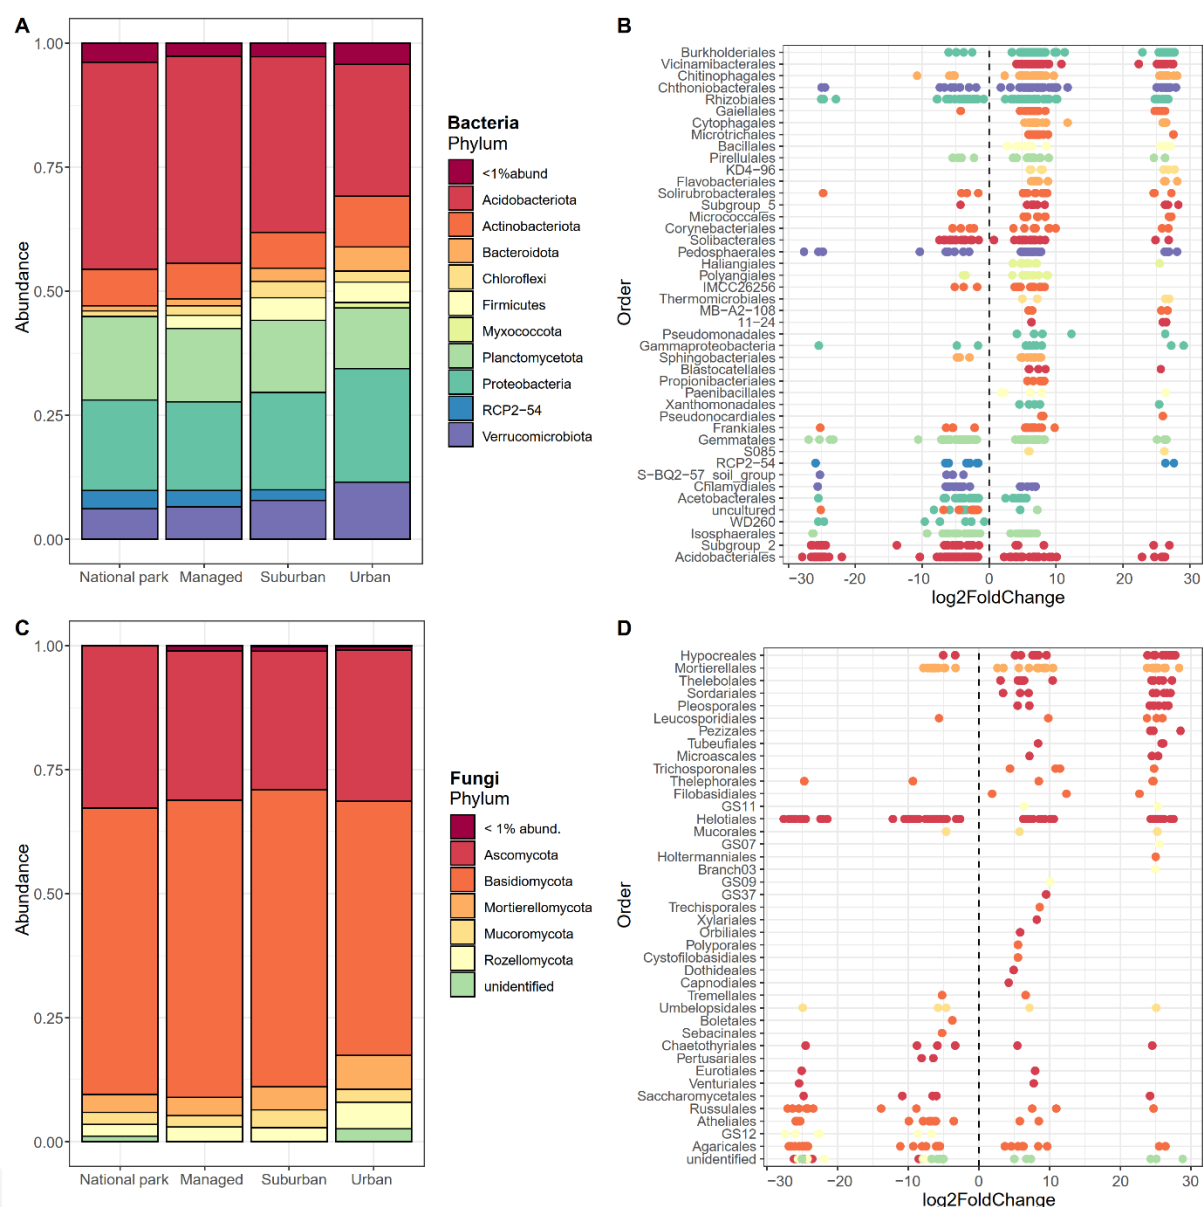 A
1.00
0.75
0.50
0.25
0.00
Abundance
National park
Managed
Suburban
Urban
Bacteria
Phylum
<1%abund
Acidobacteriota
Actinobacteriota
Bacteroidota
Chloroflexi
Firmicutes
Myxococcota
Planctomycetota
Proteobacteria
RCP2−54
Verrucomicrobiota
B
Order
Burkholderiales
Vicinamibacterales
Chitinophagales
Chthoniobacterales
Rhizobiales
Gaiellales
Cytophagales
Microtrichales
Bacillales
Pirellulales
KD4−96
Flavobacteriales
Solirubrobacterales
Subgroup_5
Micrococcales
Corynebacteriales
Solibacterales
Pedosphaerales
Haliangiales
Polyangiales
IMCC26256
Thermomicrobiales
MB−A2−108
11−24
Pseudomonadales
Gammaproteobacteria
Sphingobacteriales
Blastocatellales
Propionibacteriales
Paenibacillales
Xanthomonadales
Pseudonocardiales
Frankiales
Gemmatales
S085
RCP2−54
S−BQ2−57_soil_group
Chlamydiales
Acetobacterales
uncultured
WD260
Isosphaerales
Subgroup_2
Acidobacteriales
−30
−20
−10
0
10
20
30
log2FoldChange
C
1.00
0.75
0.50
0.25
0.00
Abundance
National park
Managed
Suburban
Urban
Fungi
Phylum
< 1% abund.
Ascomycota
Basidiomycota
Mortierellomycota
Mucoromycota
Rozellomycota
unidentified
D
Order
Hypocreales
Mortierellales
Thelebolales
Sordariales
Pleosporales
Leucosporidiales
Pezizales
Tubeufiales
Microascales
Trichosporonales
Thelephorales
Filobasidiales
GS11
Helotiales
Mucorales
GS07
Holtermanniales
Branch03
GS09
GS37
Trechisporales
Xylariales
Orbiliales
Polyporales
Cystofilobasidiales
Dothideales
Capnodiales
Tremellales
Umbelopsidales
Boletales
Sebacinales
Chaetothyriales
Pertusariales
Eurotiales
Venturiales
Saccharomycetales
Russulales
Atheliales
GS12
Agaricales
unidentified
−30
−20
−10
0
10
20
30
log2FoldChange